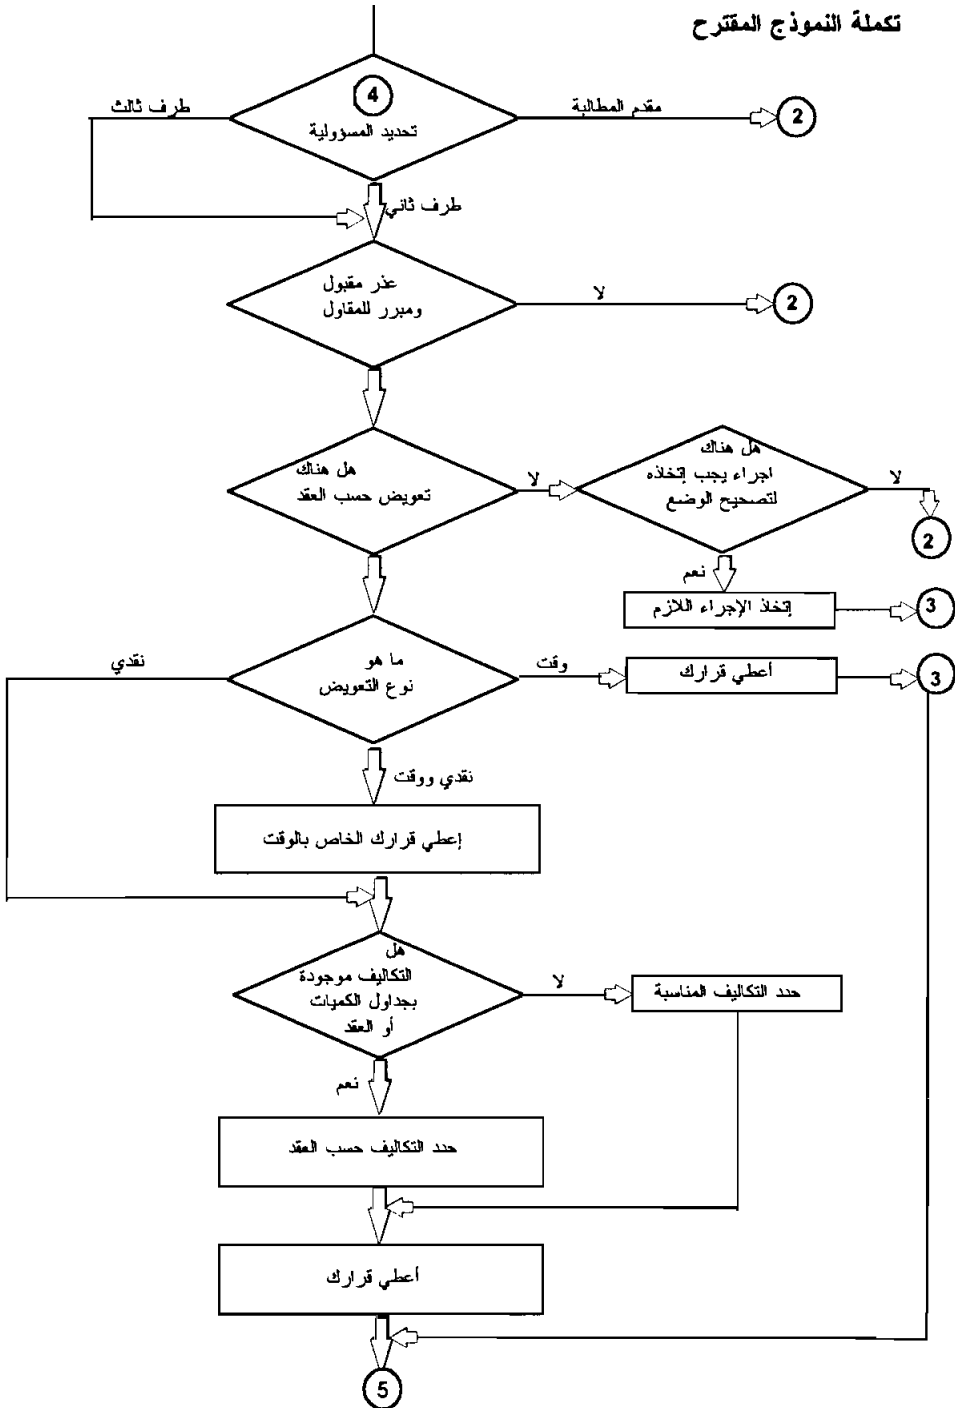 تكملة النموذج المقترح
4
تحديد المسؤولية
طرف ثالث
مقدم المطالبة
2
طرف ثاني
عذر مقبول
ومبرر للمقاول
لا
2
هل هناك
تعويض حسب العقد
لا
هل هناك
اجراء يجب إتخاذه
لتصحيح الوضع
لا
2
نعم
إتخاذ الإجراء اللازم
3
ما هو
نوع التعويض
نقدي
وقت
أعطي قرارك
3
نقدي ووقت
إعطي قرارك الخاص بالوقت
هل
التكاليف موجودة
بجداول الكميات
أو العقد
لا
حدد التكاليف المناسبة
نعم
حدد التكاليف حسب العقد
أعطي قرارك
5